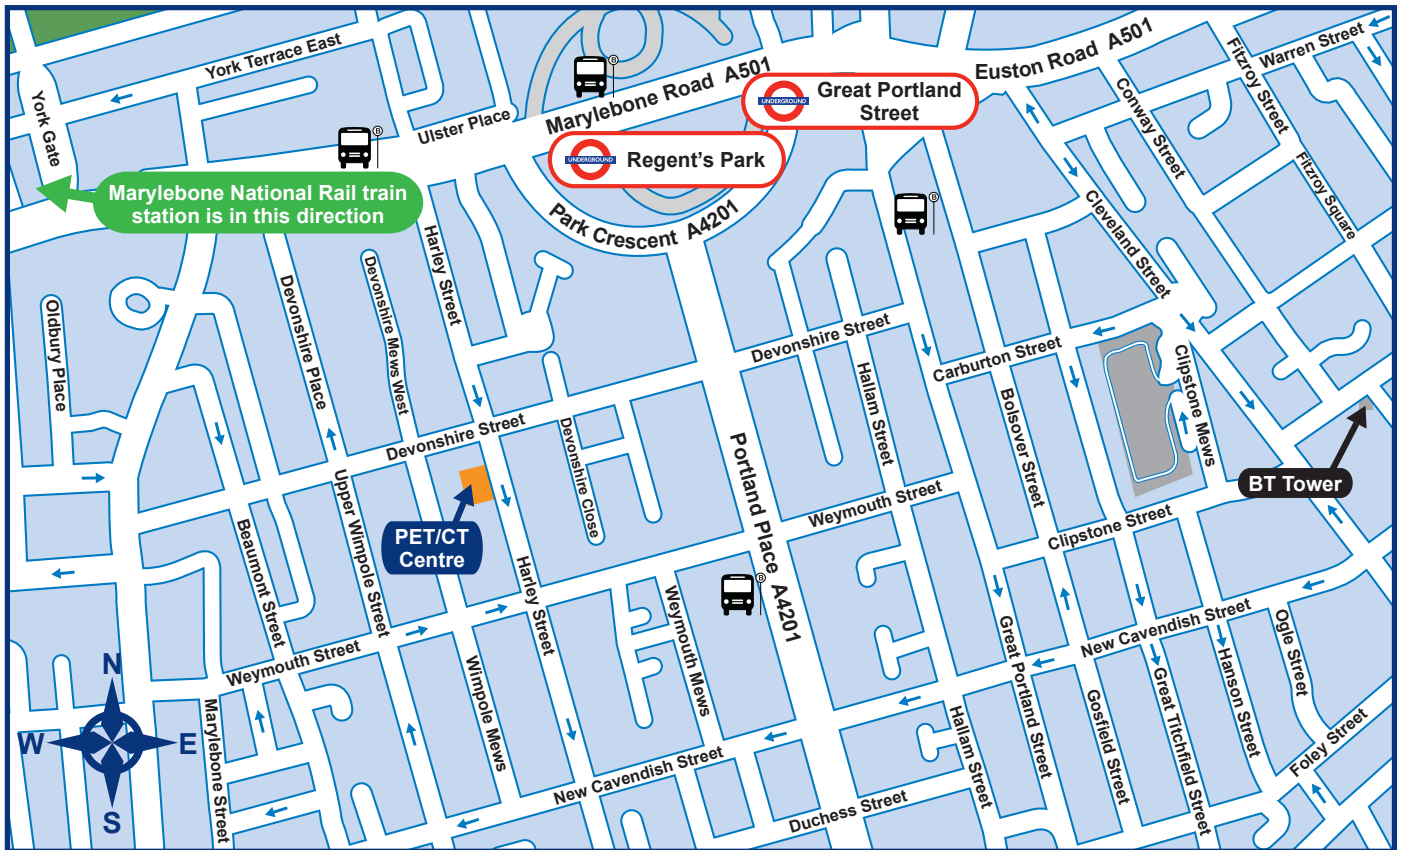 York Terrace East
York Gate
Ulster Place
Marylebone Road A501
B
UNDERGROUND
Great Portland
Street
Euston Road A501
Conway Street
Fitzroy Street
Warren Street
Fitzroy Square
B
UNDERGROUND
Regent's Park
Marylebone National Rail train
station is in this direction
Park Crescent A4201
B
Cleveland Street
Harley Street
Devonshire Mews West
Devonshire Place
Oldbury Place
Devonshire Street
Devonshire Street
Hallam Street
Carburton Street
Bolsover Street
Clipstone Mews
Devonshire Close
Portland Place A4201
BT Tower
PET/CT
Centre
Upper Wimpole Street
Beaumont Street
Harley Street
Weymouth Street
Clipstone Street
B
Weymouth Mews
Weymouth Street
Wimpole Mews
Great Portland Street
New Cavendish Street
Ogle Street
Hanson Street
Great Titchfield Street
Gosfield Street
Hallam Street
Foley Street
Marylebone Street
New Cavendish Street
Duchess Street
N
W
E
S